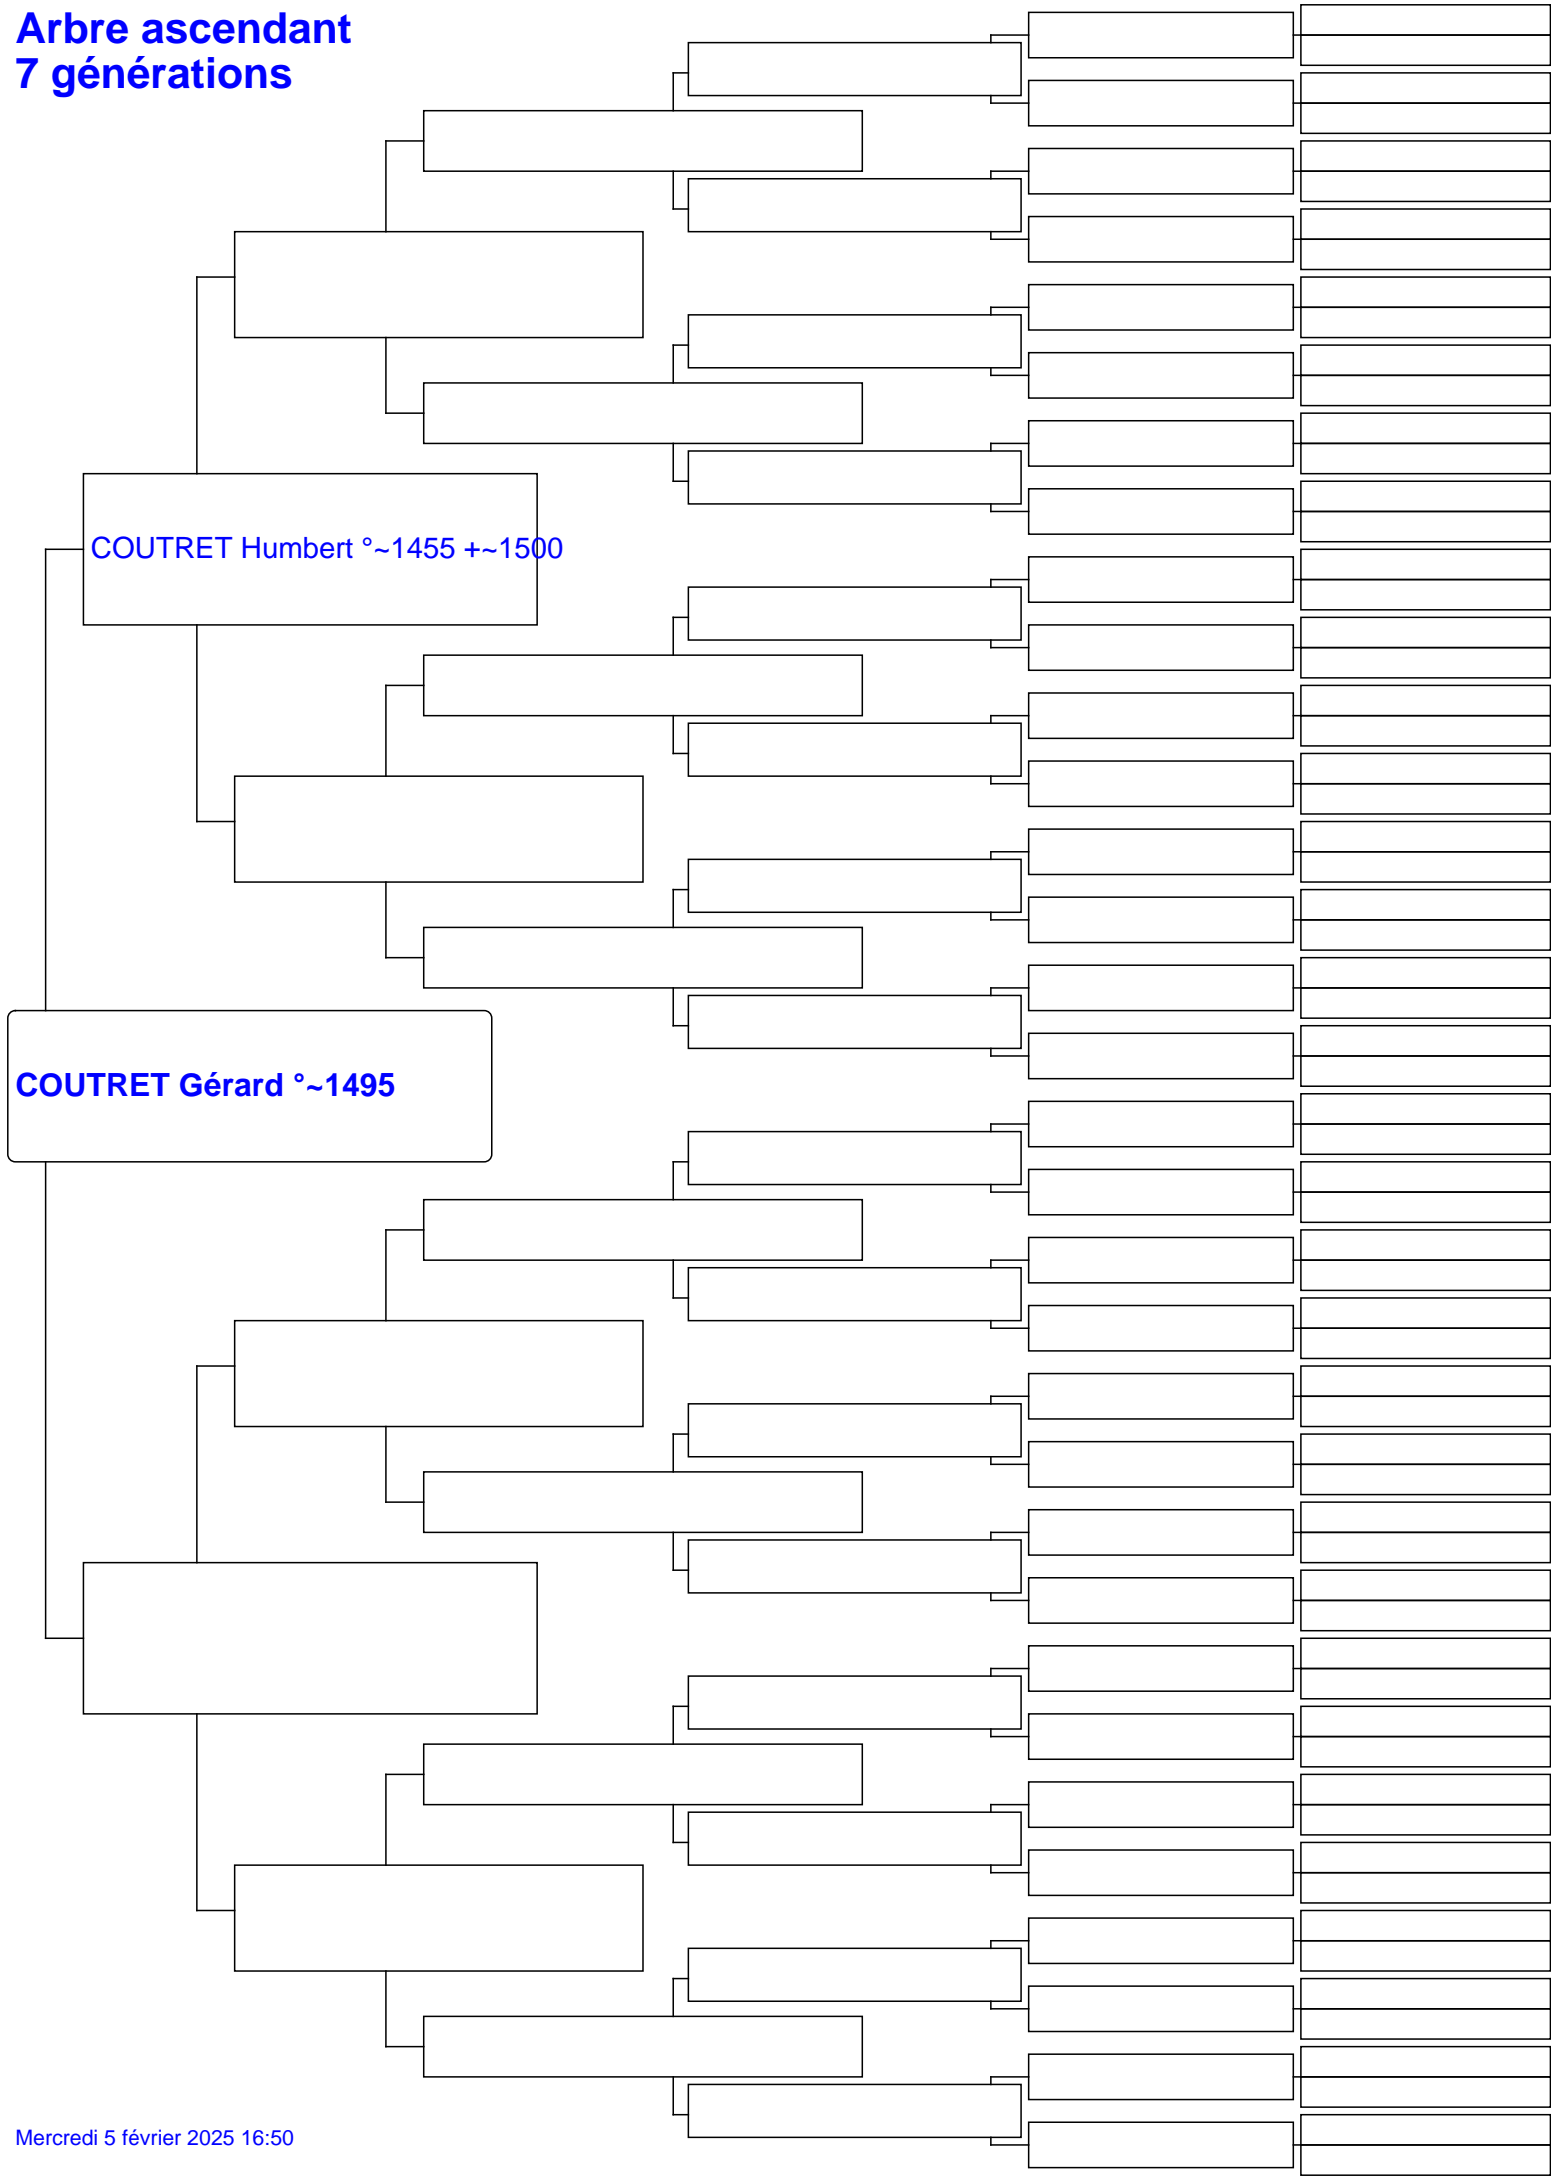 Arbre ascendant
7 générations
COUTRET Humbert °~1455 +~1500
COUTRET Gérard °~1495
Mercredi 5 février 2025 16:50